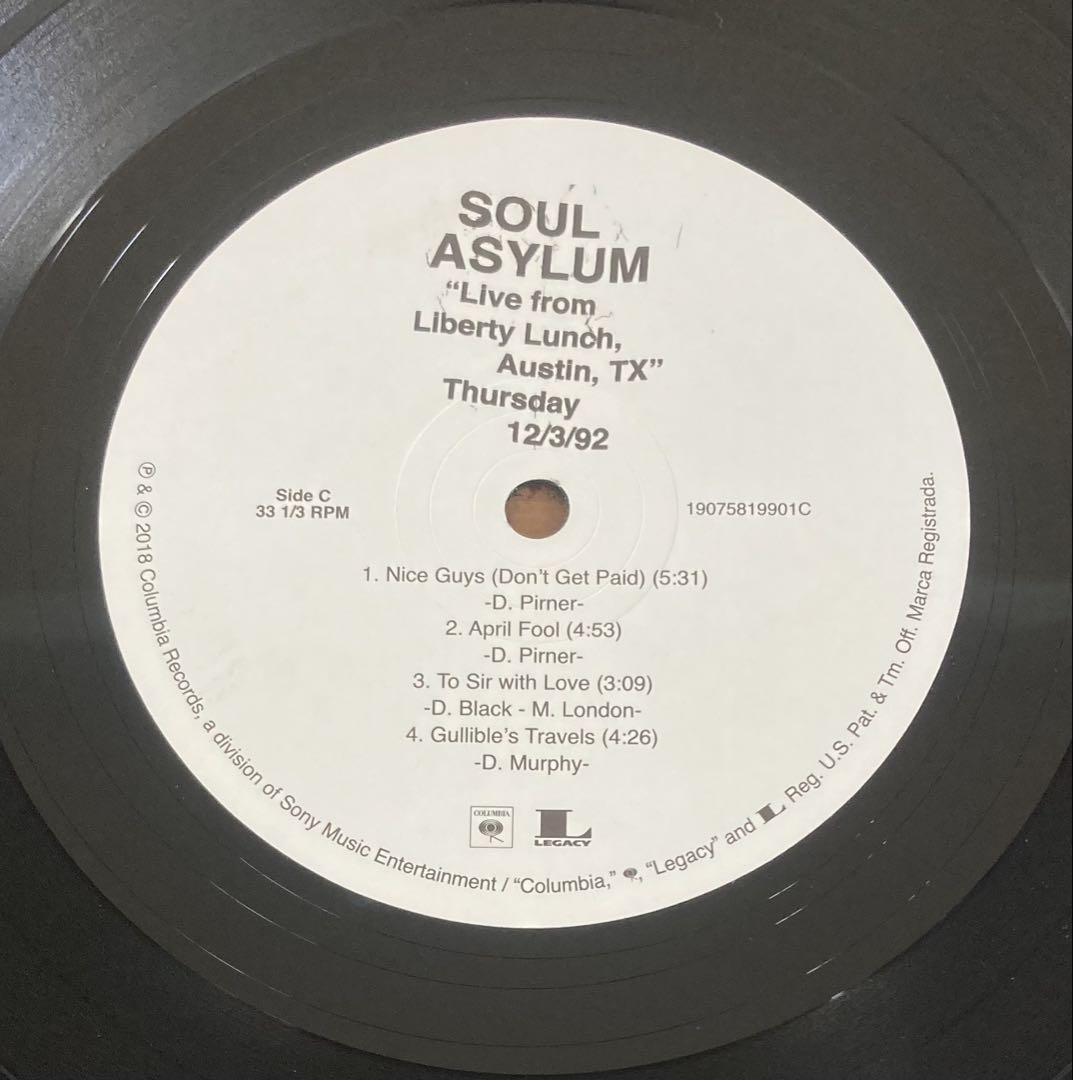 SOUL
ASYLUM
“Live from
Liberty Lunch,
Austin, TX”
Thursday
12/3/92
Side C
33 1/3 RPM
19075819901C
1. Nice Guys (Don't Get Paid) (5:31)
-D. Pirner-
2. April Fool (4:53)
-D. Pirner-
3. To Sir with Love (3:09)
-D. Black - M. London-
4. Gullible's Travels (4:26)
-D. Murphy-
COLUMBIA
L
LEGACY
℗ & © 2018 Columbia Records, a division of Sony Music Entertainment / “Columbia,” , “Legacy” and L Reg. U.S. Pat. & Tm. Off. Marca Registrada.